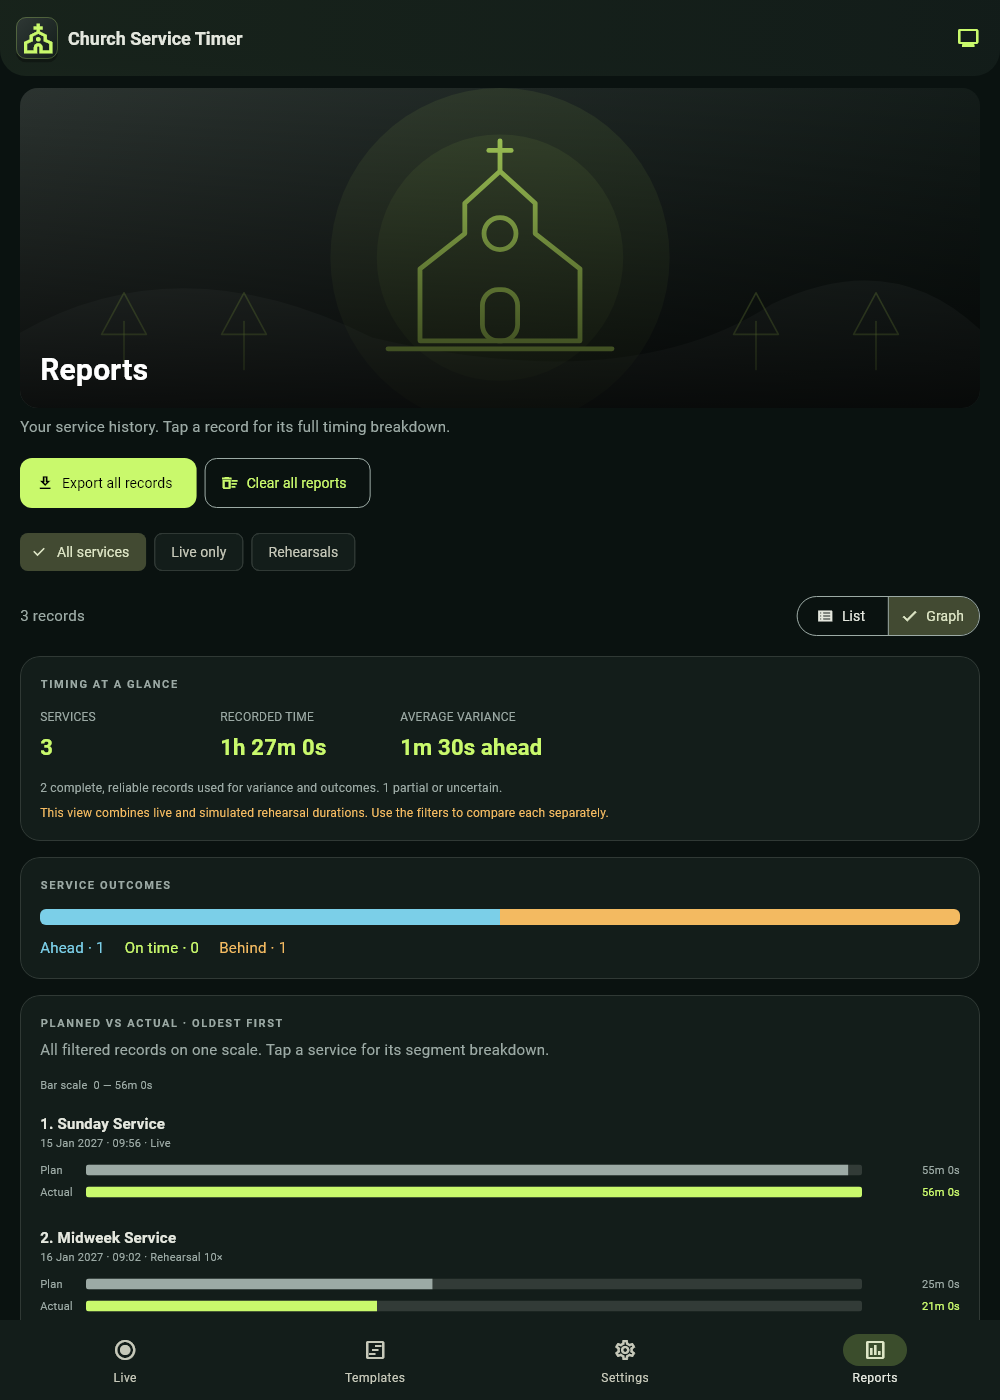 Church Service Timer
Reports
Your service history. Tap a record for its full timing breakdown.
Export all records
Clear all reports
All services
Live only
Rehearsals
3 records
List
Graph
TIMING AT A GLANCE
SERVICES
RECORDED TIME
AVERAGE VARIANCE
3
1h 27m 0s
1m 30s ahead
2 complete, reliable records used for variance and outcomes. 1 partial or uncertain.
This view combines live and simulated rehearsal durations. Use the filters to compare each separately.
SERVICE OUTCOMES
Ahead · 1
On time · 0
Behind · 1
PLANNED VS ACTUAL · OLDEST FIRST
All filtered records on one scale. Tap a service for its segment breakdown.
Bar scale 0 — 56m 0s
1. Sunday Service
15 Jan 2027 · 09:56 · Live
Plan
55m 0s
Actual
56m 0s
2. Midweek Service
16 Jan 2027 · 09:02 · Rehearsal 10×
Plan
25m 0s
Actual
21m 0s
Live
Templates
Settings
Reports